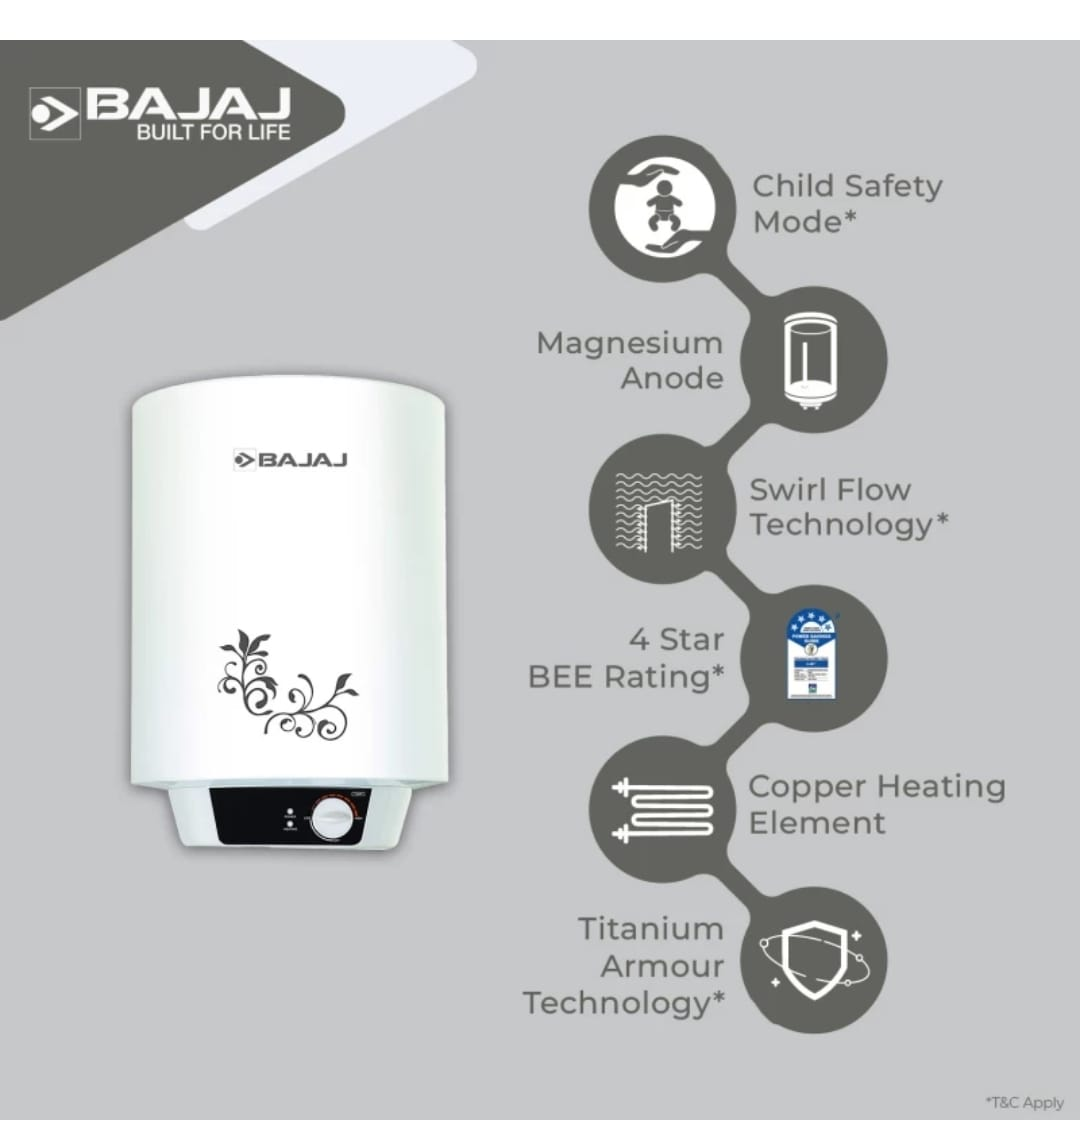 BAJAJ
BUILT FOR LIFE
Child Safety
Mode*
Magnesium
Anode
Swirl Flow
Technology*
4 Star
BEE Rating*
Copper Heating
Element
Titanium
Armour
Technology*
BAJAJ
*T&C Apply